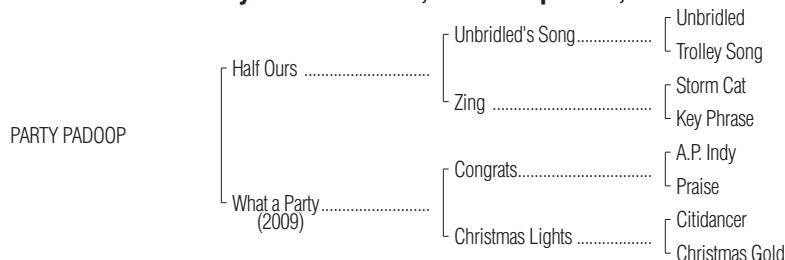 Unbridled
Unbridled's Song
Trolley Song
Half Ours
Storm Cat
Zing
Key Phrase
PARTY PADOOP
A.P. Indy
Congrats
Praise
What a Party
(2009)
Citidancer
Christmas Lights
Christmas Gold